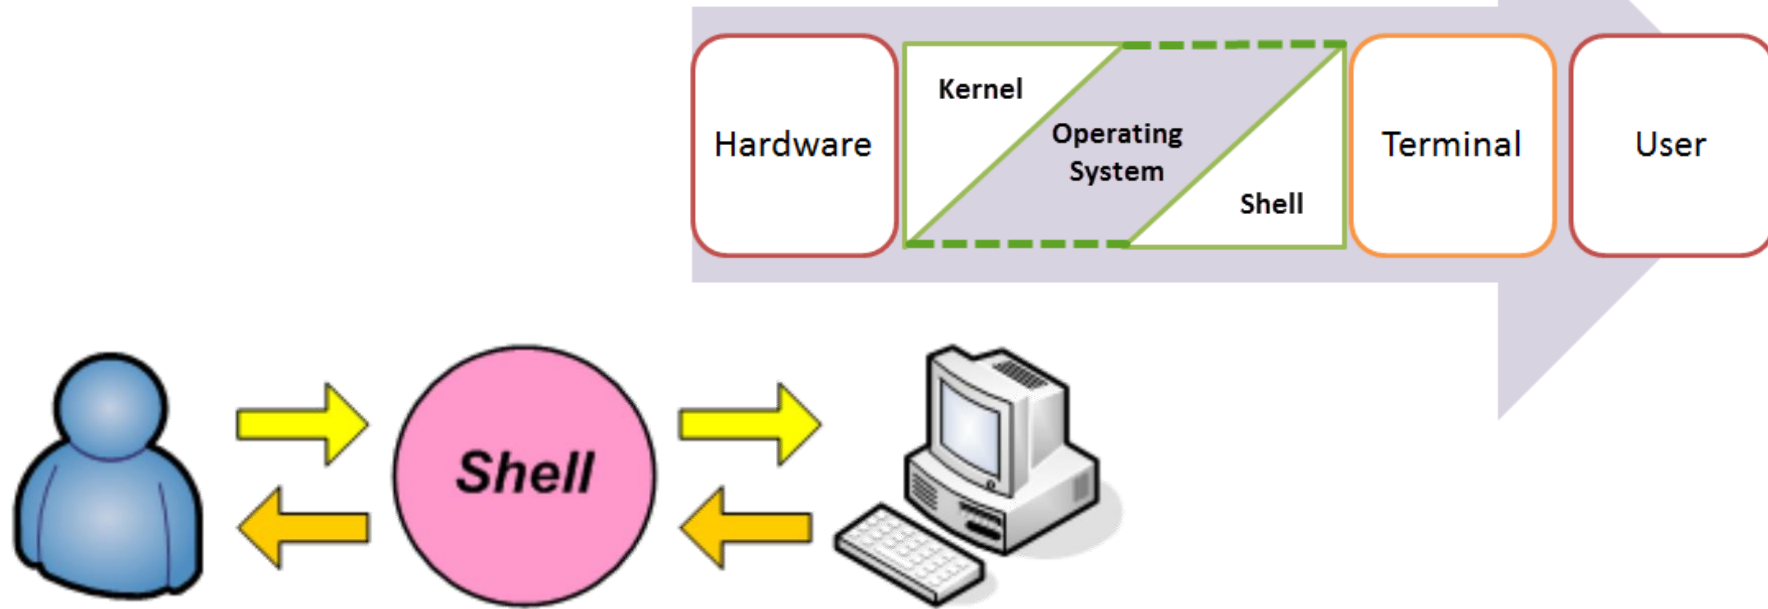 Hardware
Kernel
Operating
System
Shell
Terminal
User
Shell